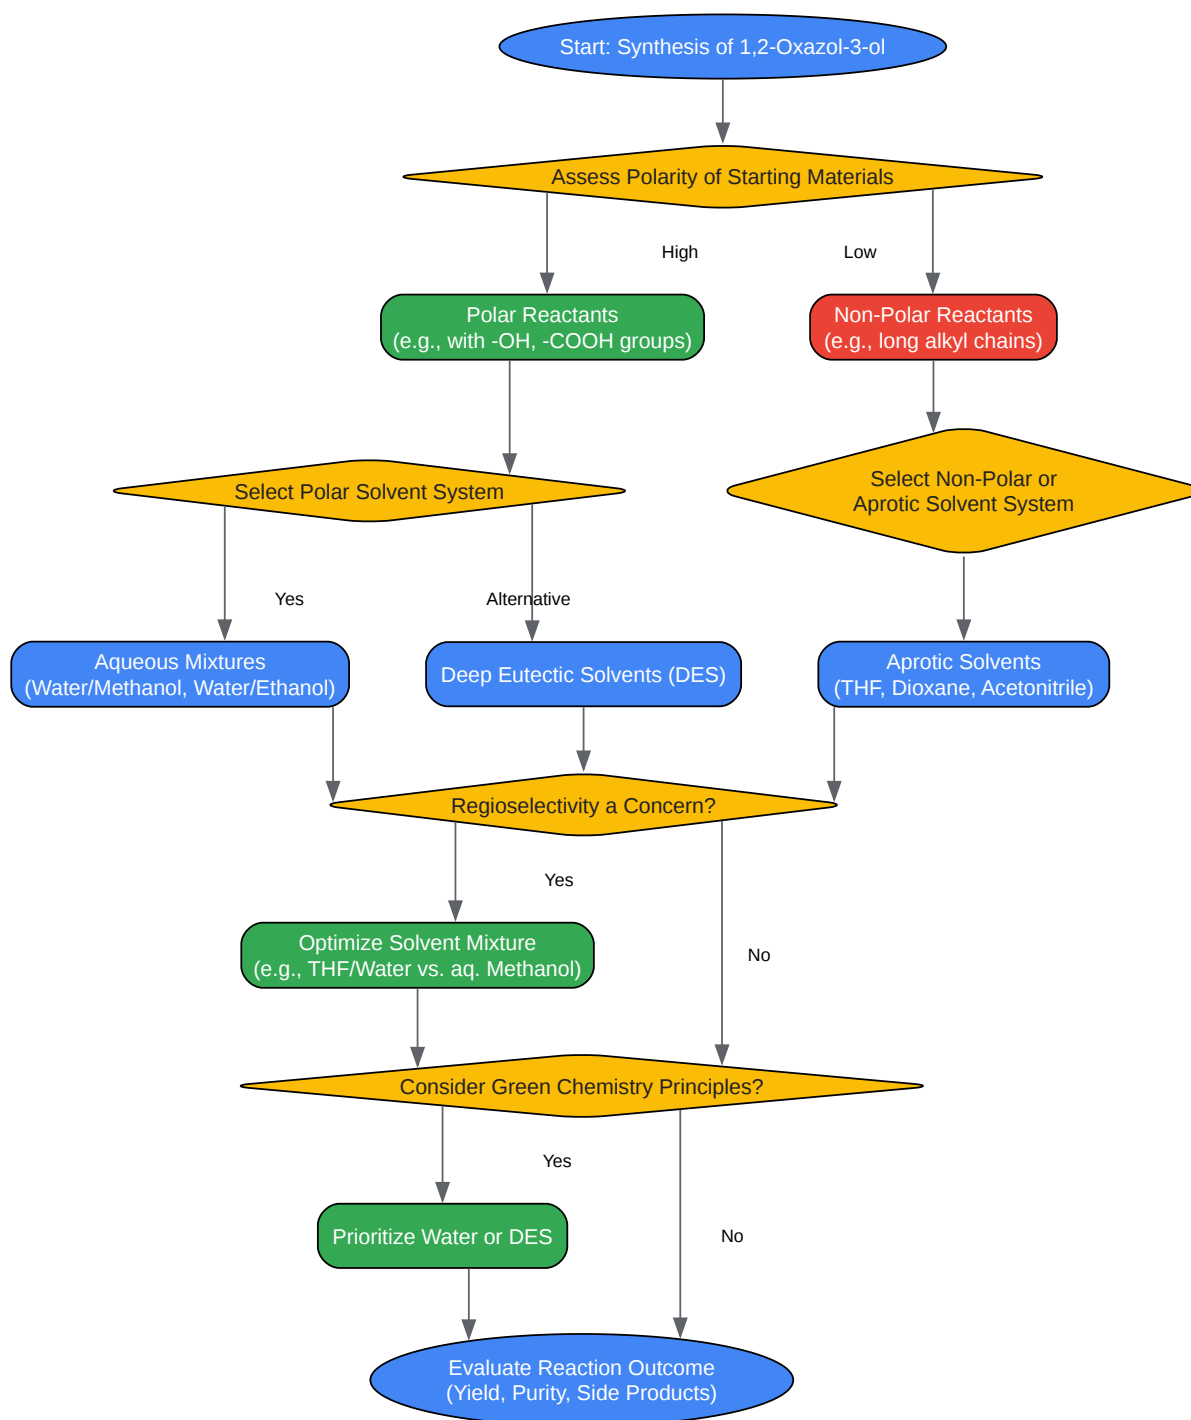 Start: Synthesis of 1,2-Oxazol-3-ol
Assess Polarity of Starting Materials
High
Low
Polar Reactants
(e.g., with -OH, -COOH groups)
Non-Polar Reactants
(e.g., long alkyl chains)
Select Polar Solvent System
Select Non-Polar or
Aprotic Solvent System
Yes
Alternative
Aqueous Mixtures
(Water/Methanol, Water/Ethanol)
Deep Eutectic Solvents (DES)
Aprotic Solvents
(THF, Dioxane, Acetonitrile)
Regioselectivity a Concern?
Yes
Optimize Solvent Mixture
(e.g., THF/Water vs. aq. Methanol)
No
Consider Green Chemistry Principles?
Yes
Prioritize Water or DES
No
Evaluate Reaction Outcome
(Yield, Purity, Side Products)